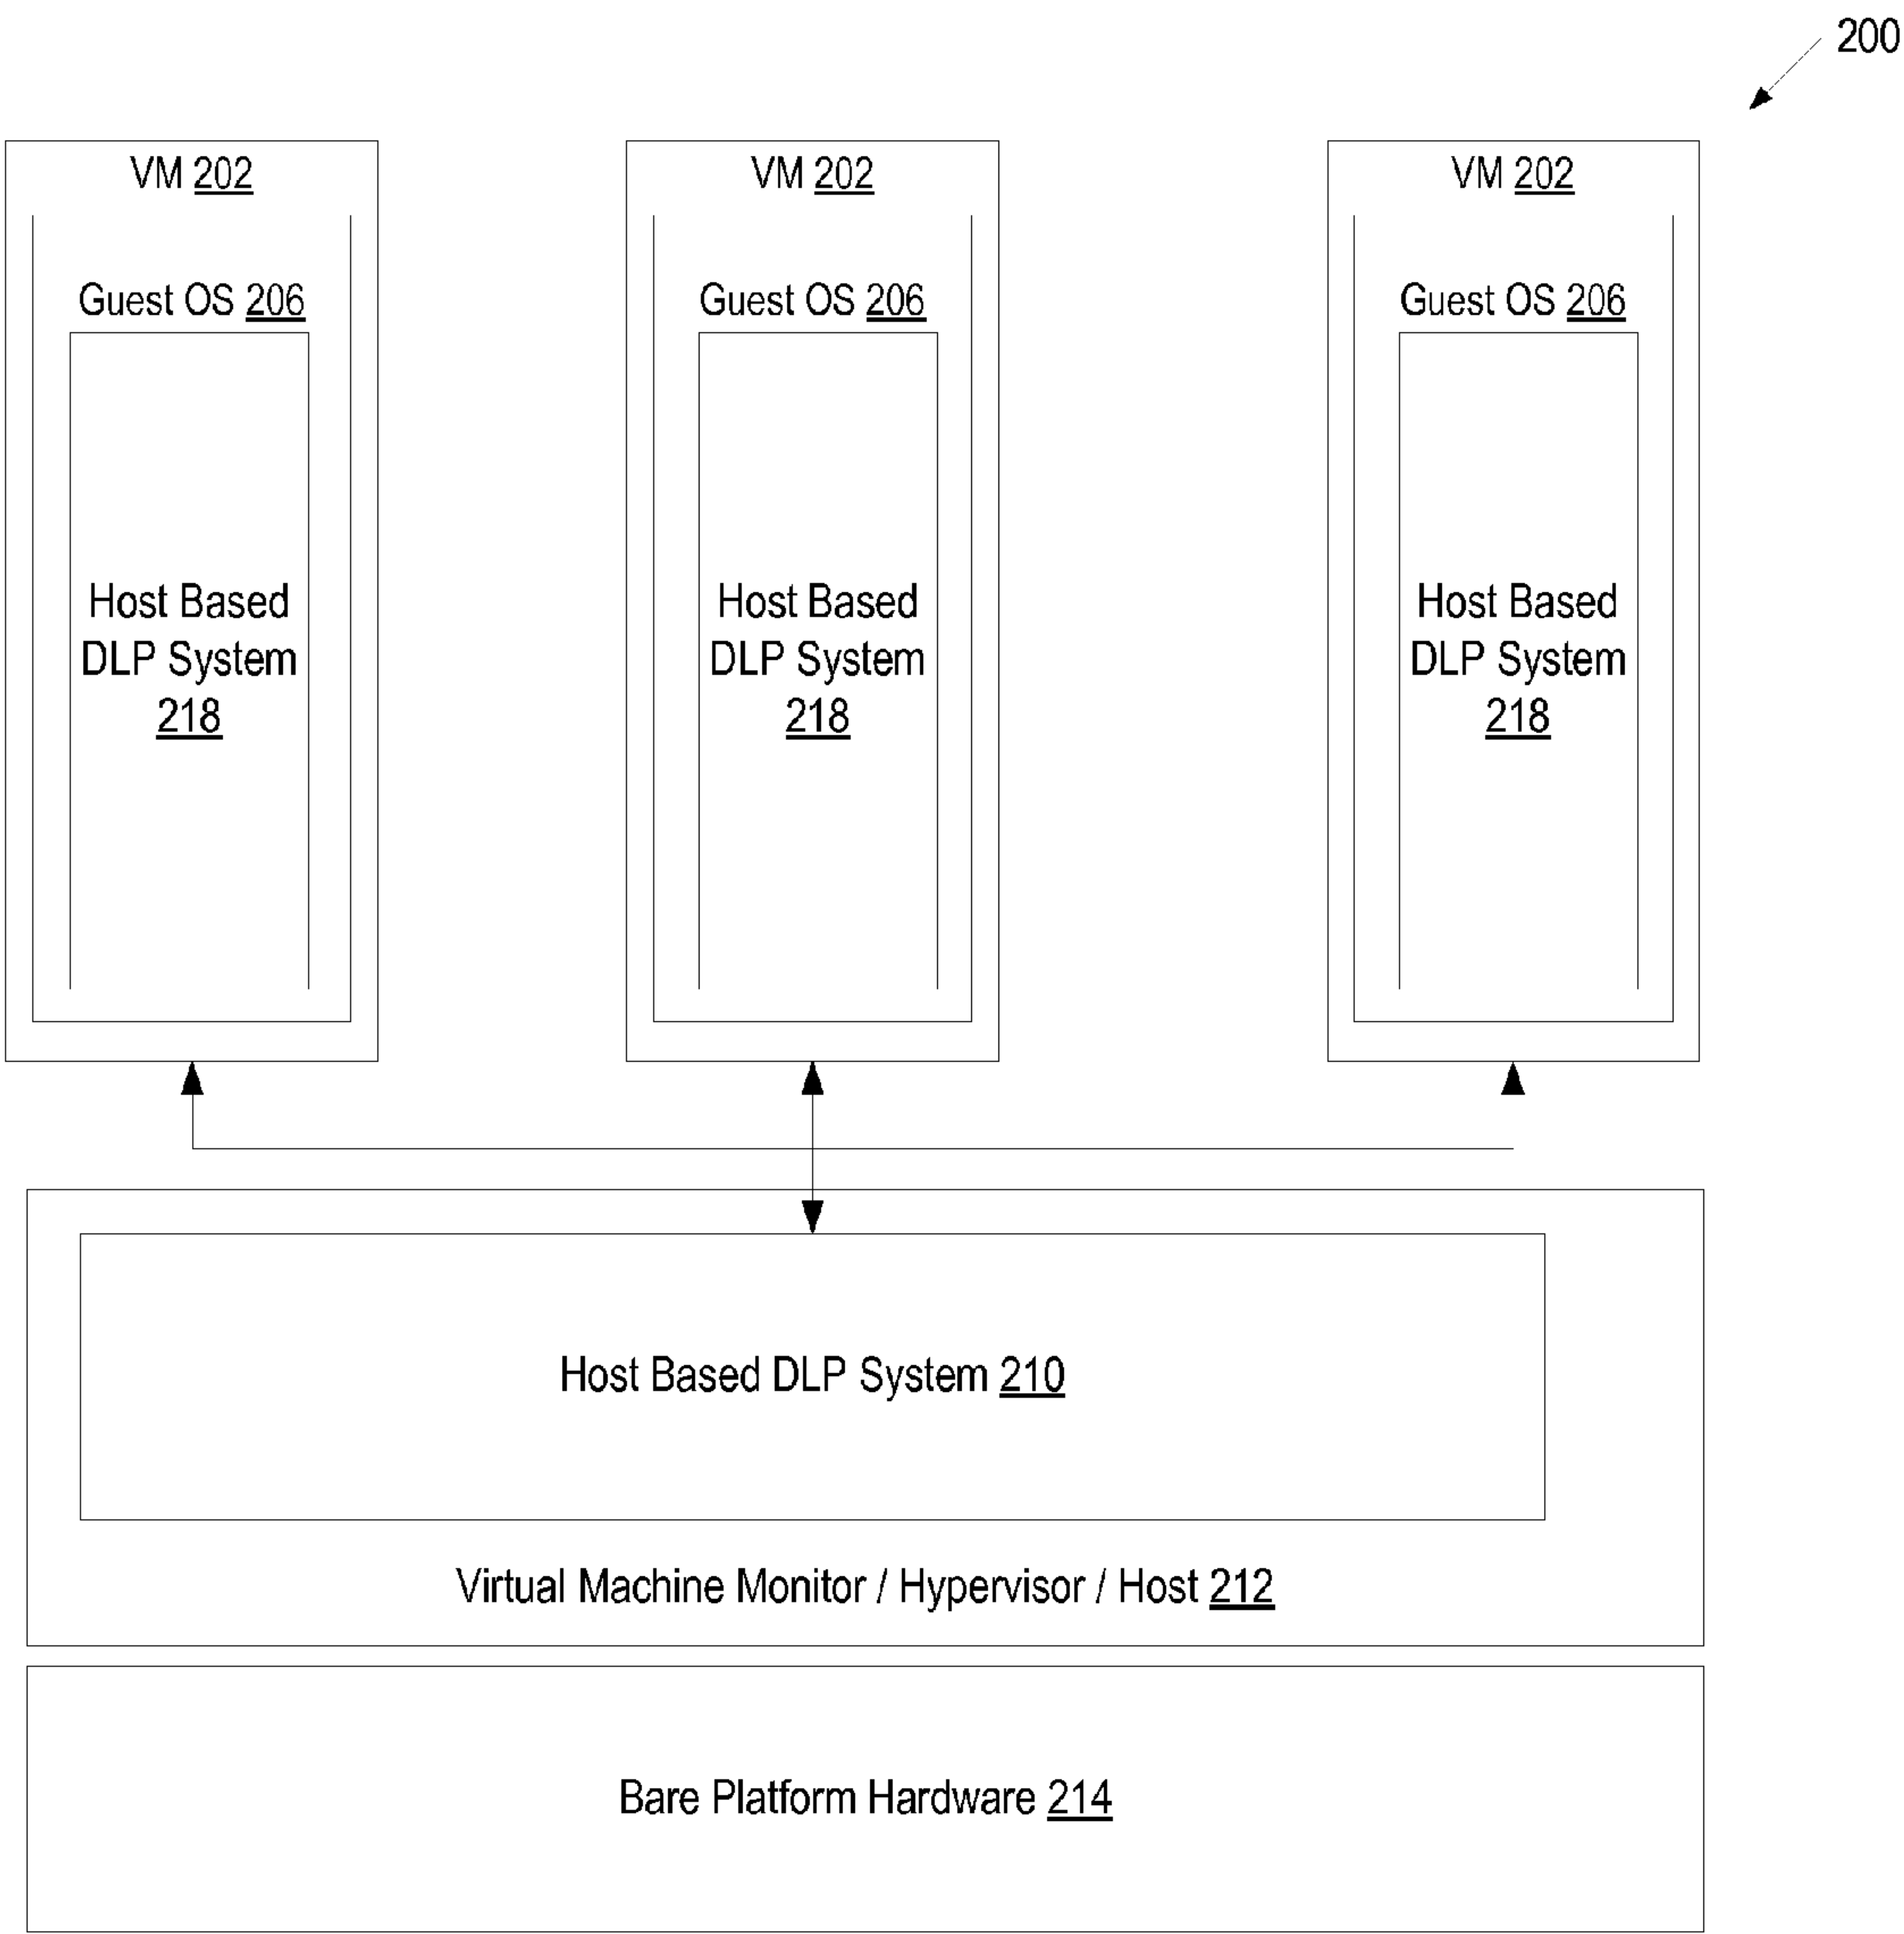 200
VM 202
Guest OS 206
Host Based
DLP System
218
VM 202
Guest OS 206
Host Based
DLP System
218
VM 202
Guest OS 206
Host Based
DLP System
218
Host Based DLP System 210
Virtual Machine Monitor / Hypervisor / Host 212
Bare Platform Hardware 214